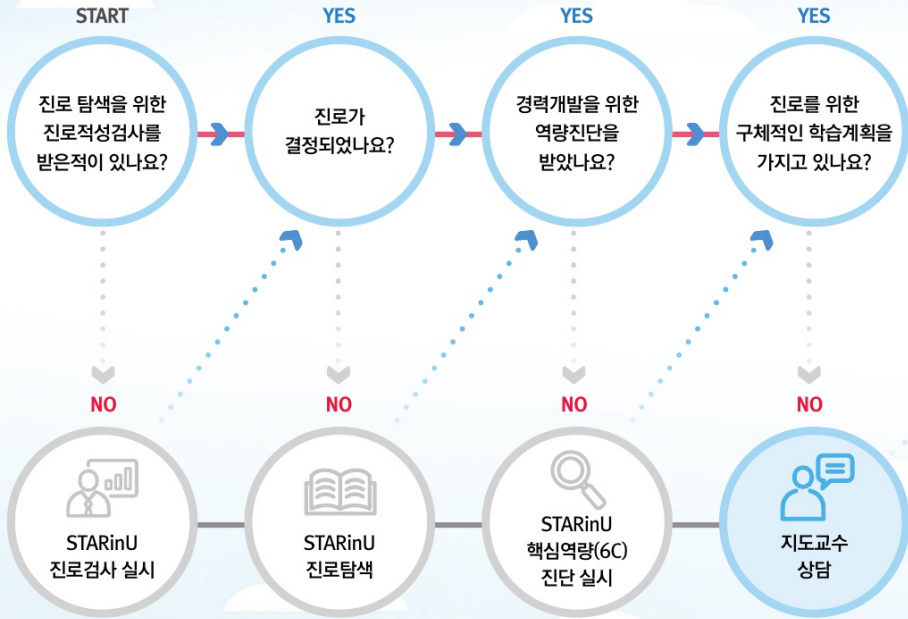 START
YES
YES
YES
진로 탐색을 위한
진로적성검사를
받은적이 있나요?
진로가
결정되었나요?
경력개발을 위한
역량진단을
받았나요?
진로를 위한
구체적인 학습계획을
가지고 있나요?
NO
NO
NO
NO
STARinU
진로검사 실시
STARinU
진로탐색
STARinU
핵심역량(6C)
진단 실시
지도교수
상담